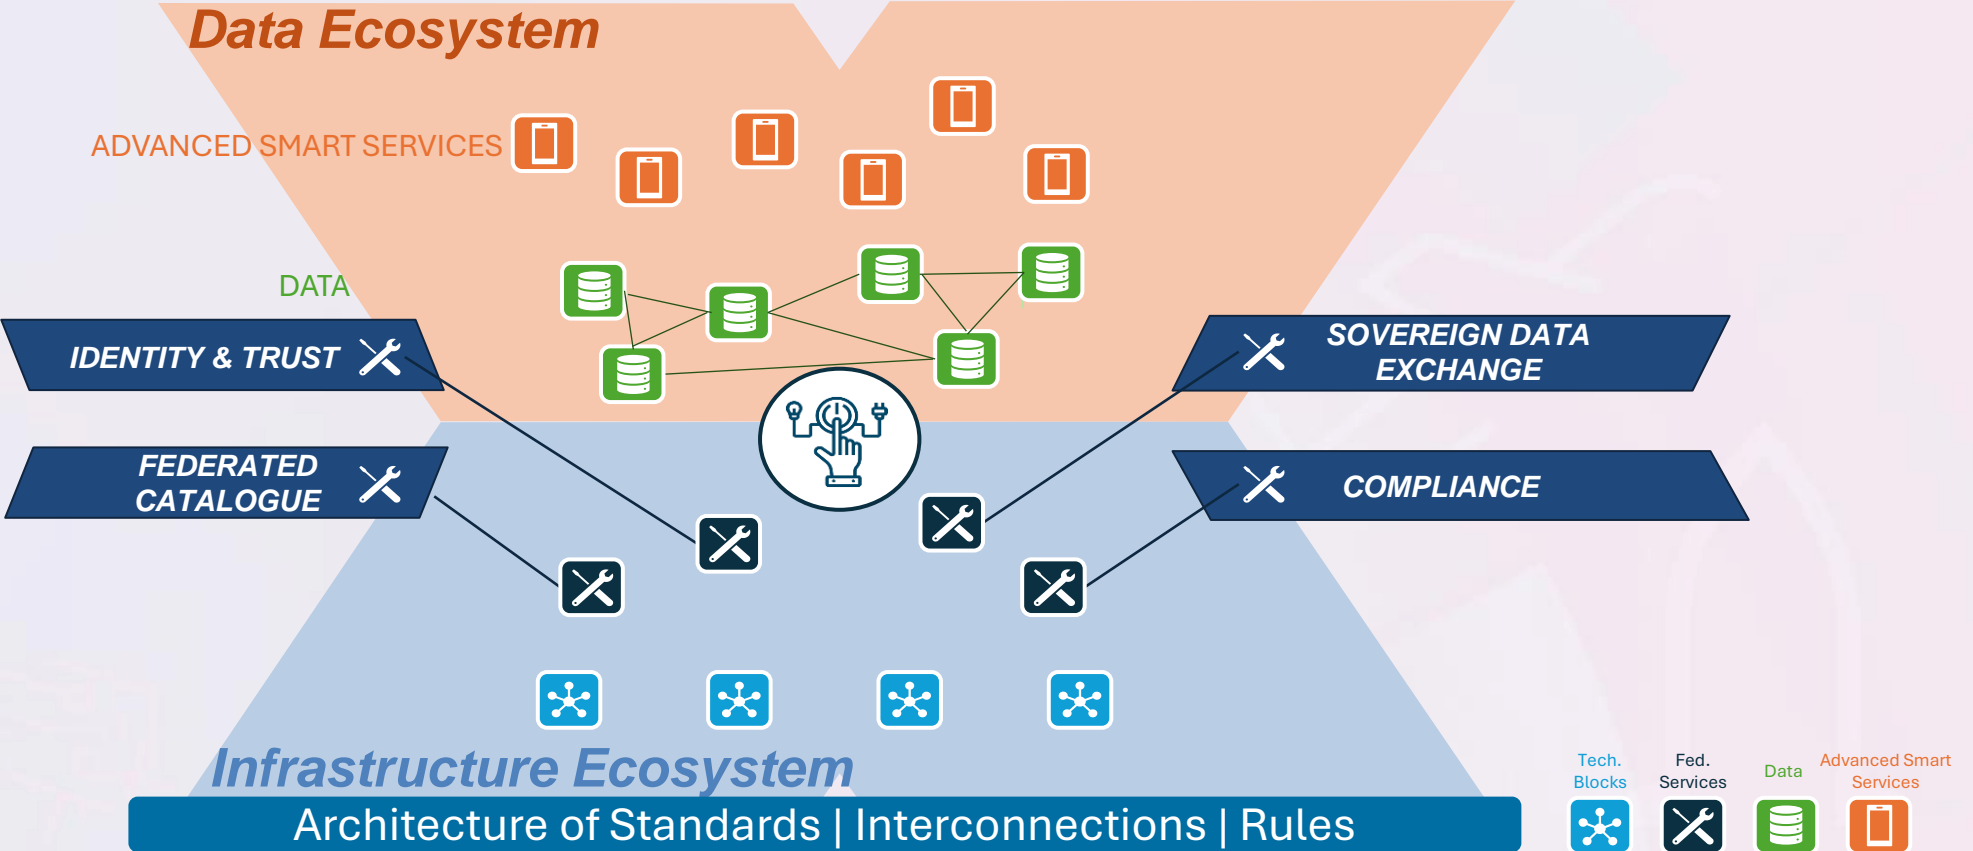 Data Ecosystem
ADVANCED SMART SERVICES
DATA
IDENTITY & TRUST
SOVEREIGN DATA
EXCHANGE
FEDERATED
CATALOGUE
COMPLIANCE
Infrastructure Ecosystem
Architecture of Standards | Interconnections | Rules
Tech.
Blocks
Fed.
Services
Data
Advanced Smart
Services